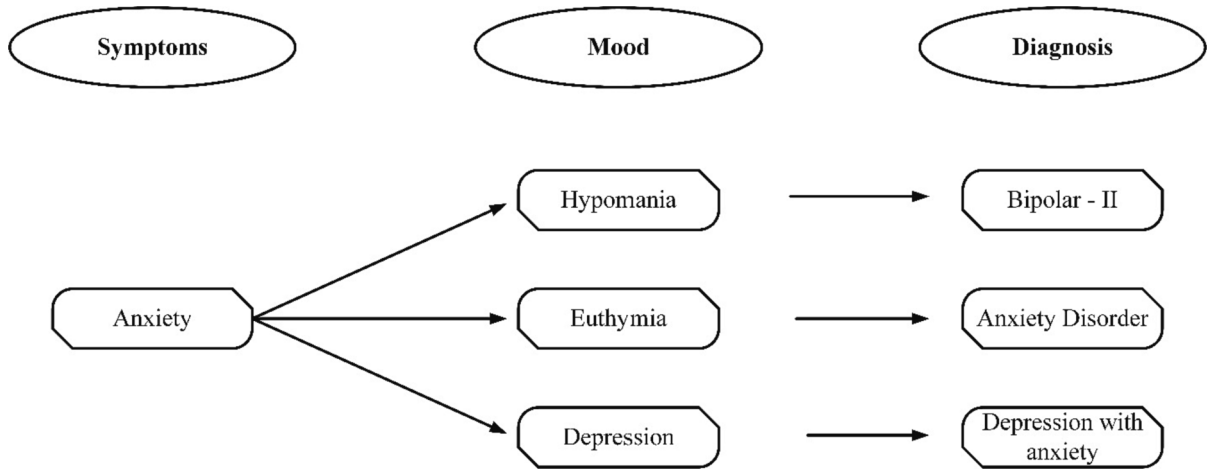 Symptoms
Mood
Diagnosis
Hypomania
Bipolar - II
Anxiety
Euthymia
Anxiety Disorder
Depression
Depression with
anxiety